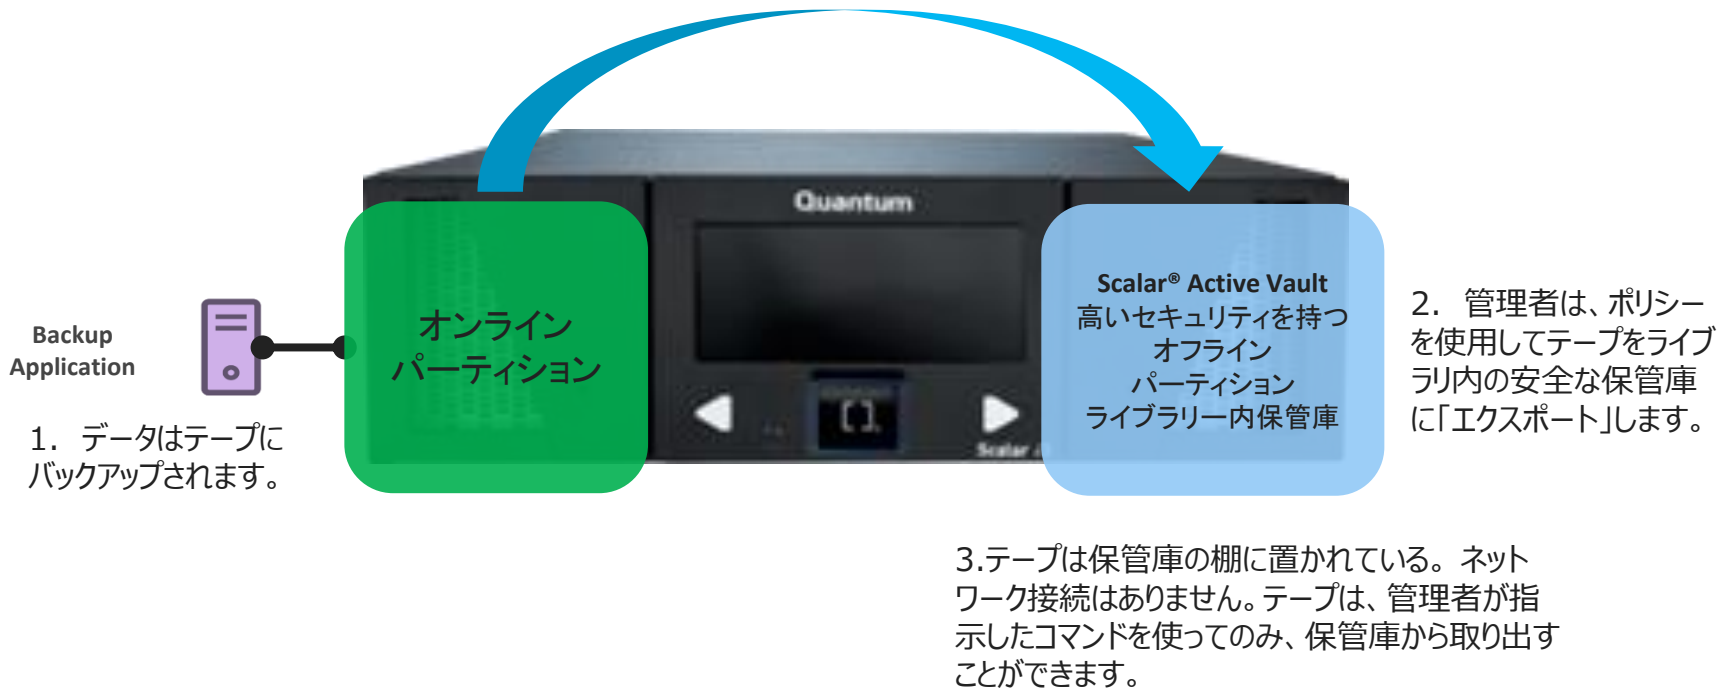 Quantum
Backup
Application
オンライン
パーティション
Scalar® Active Vault
高いセキュリティを持つ
オフライン
パーティション
ライブラリー内保管庫
Scalar
1. データはテープに
バックアップされます。
2. 管理者は、ポリシー
を使用してテープをライブ
ラリ内の安全な保管庫
に「エクスポート」します。
3.テープは保管庫の棚に置かれている。ネット
ワーク接続はありません。テープは、管理者が指
示したコマンドを使ってのみ、保管庫から取り出す
ことができます。